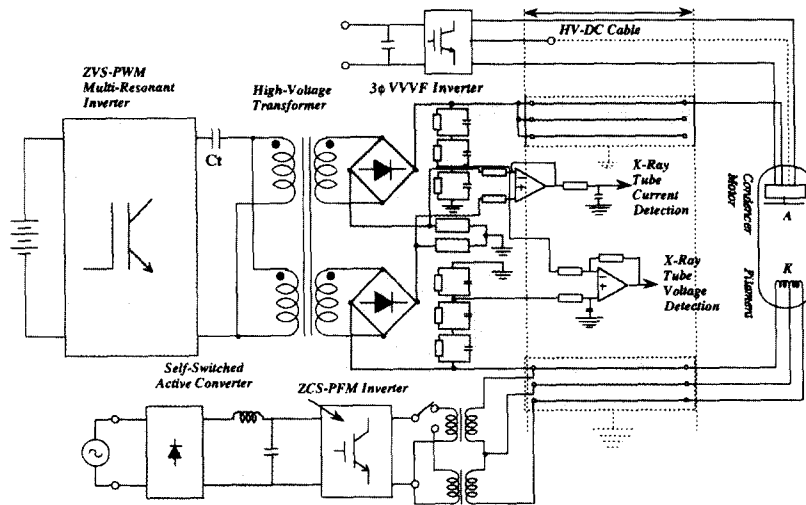 HV-DC Cable
ZVS-PWM
Multi-Resonant
Inverter
High-Voltage
Transformer
3φ VVVF Inverter
Ct
X-Ray
Tube
Current
Detection
Condencer
Motor
A
X-Ray
Tube
Voltage
Detection
K
Filament
Self-Switched
Active Converter
ZCS-PFM Inverter